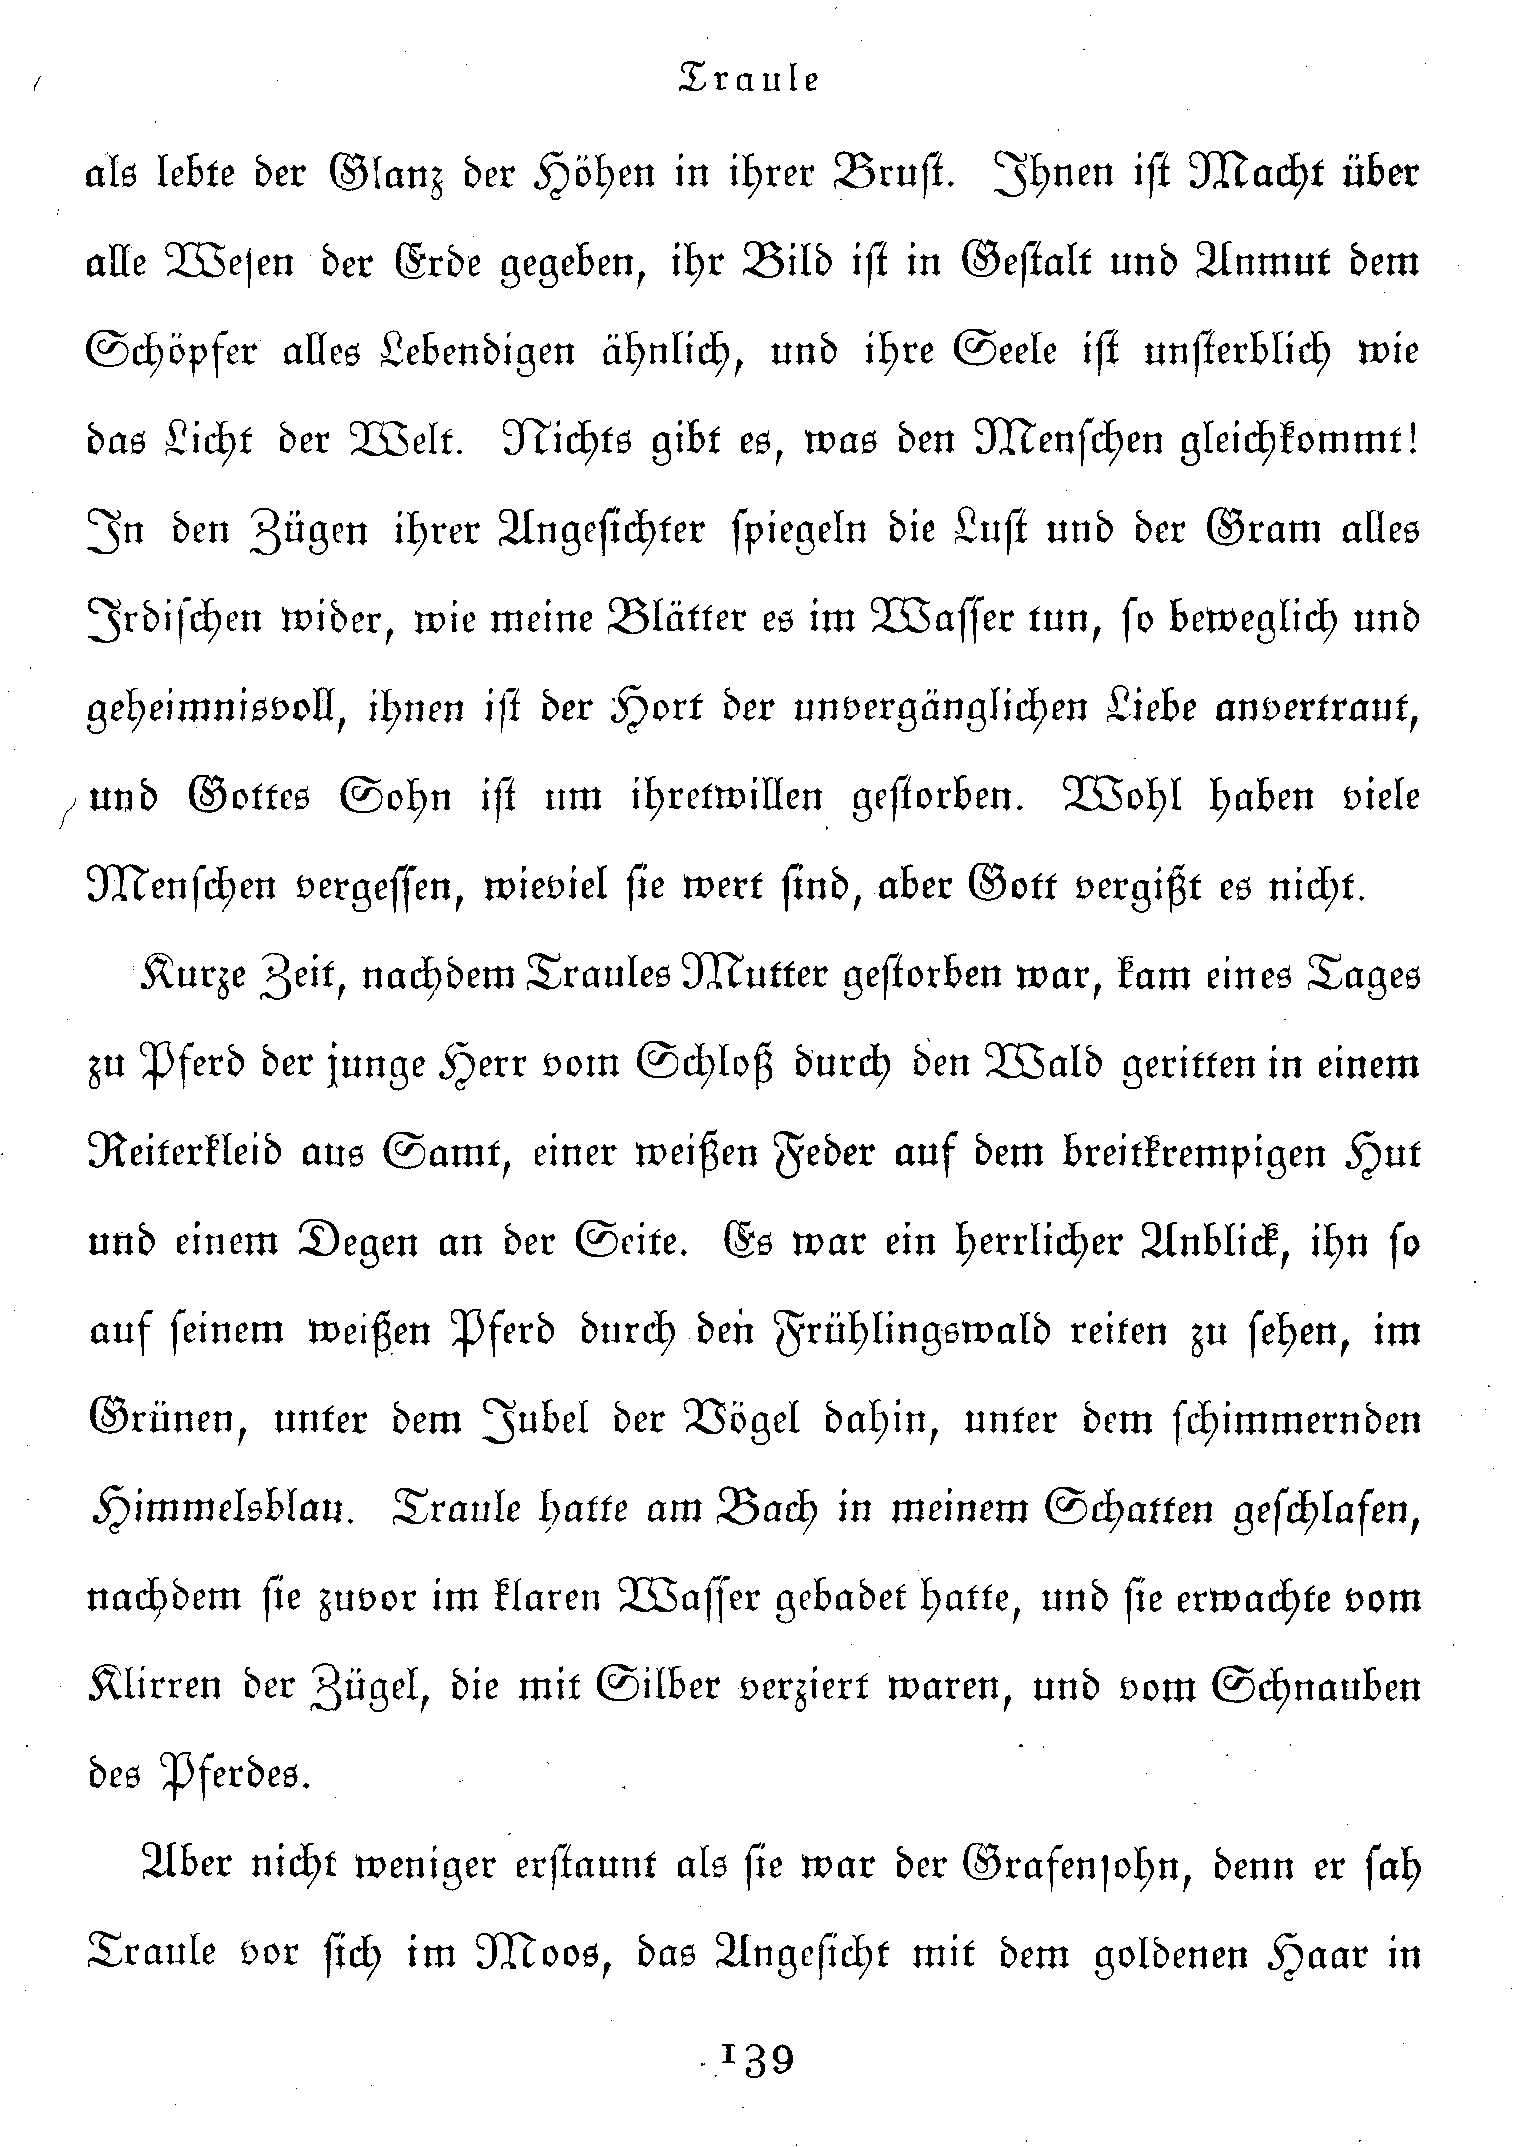 Traule
als lebte der Glanz der Höhen in ihrer Brust. Ihnen ist Macht über
alle Wesen der Erde gegeben, ihr Bild ist in Gestalt und Anmut dem
Schöpfer alles Lebendigen ähnlich, und ihre Seele ist unsterblich wie
das Licht der Welt. Nichts gibt es, was den Menschen gleichkommt!
In den Zügen ihrer Angesichter spiegeln die Lust und der Gram alles
Irdischen wider, wie meine Blätter es im Wasser tun, so beweglich und
geheimnisvoll, ihnen ist der Hort der unvergänglichen Liebe anvertraut,
und Gottes Sohn ist um ihretwillen gestorben. Wohl haben viele
Menschen vergessen, wieviel sie wert sind, aber Gott vergißt es nicht.
Kurze Zeit, nachdem Traules Mutter gestorben war, kam eines Tages
zu Pferd der junge Herr vom Schloß durch den Wald geritten in einem
Reiterkleid aus Samt, einer weißen Feder auf dem breitkrempigen Hut
und einem Degen an der Seite. Es war ein herrlicher Anblick, ihn so
auf seinem weißen Pferd durch den Frühlingswald reiten zu sehen, im
Grünen, unter dem Jubel der Vögel dahin, unter dem schimmernden
Himmelsblau. Traule hatte am Bach in meinem Schatten geschlafen,
nachdem sie zuvor im klaren Wasser gebadet hatte, und sie erwachte vom
Klirren der Zügel, die mit Silber verziert waren, und vom Schnauben
des Pferdes.
Aber nicht weniger erstaunt als sie war der Grafensohn, denn er sah
Traule vor sich im Moos, das Angesicht mit dem goldenen Haar in
139